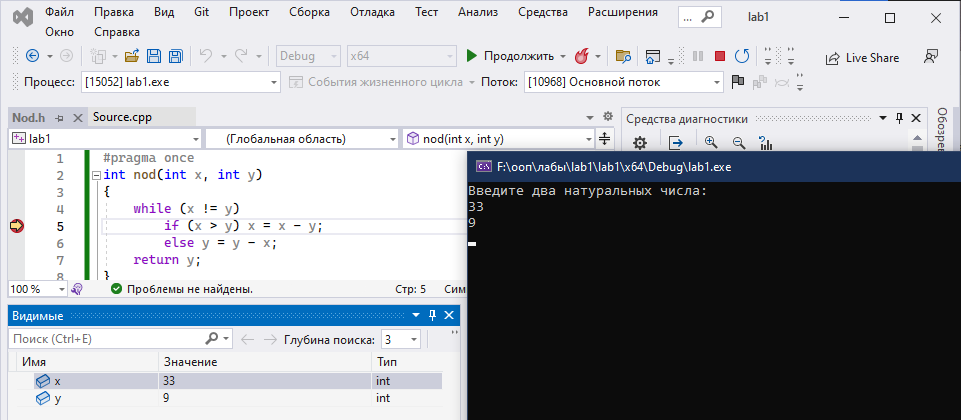 Файл Правка Вид Git Проект Сборка Отладка Тест Анализ Средства Расширения ... lab1
Окно Справка
Debug x64 Продолжить Live Share
Процесс: [15052] lab1.exe События жизненного цикла Поток: [10968] Основной поток
Nod.h Source.cpp
lab1 (Глобальная область) nod(int x, int y)
Средства диагностики
1 #pragma once
2 int nod(int x, int y)
3 {
4 while (x != y)
5 if (x > y) x = x - y;
6 else y = y - x;
7 return y;
8 }
100 % Проблемы не найдены. Стр: 5
F:\ооп\лабы\lab1\lab1\x64\Debug\lab1.exe
Введите два натуральных числа:
33
9
Видимые
Поиск (Ctrl+E) Глубина поиска: 3
Имя Значение Тип
x 33 int
y 9 int